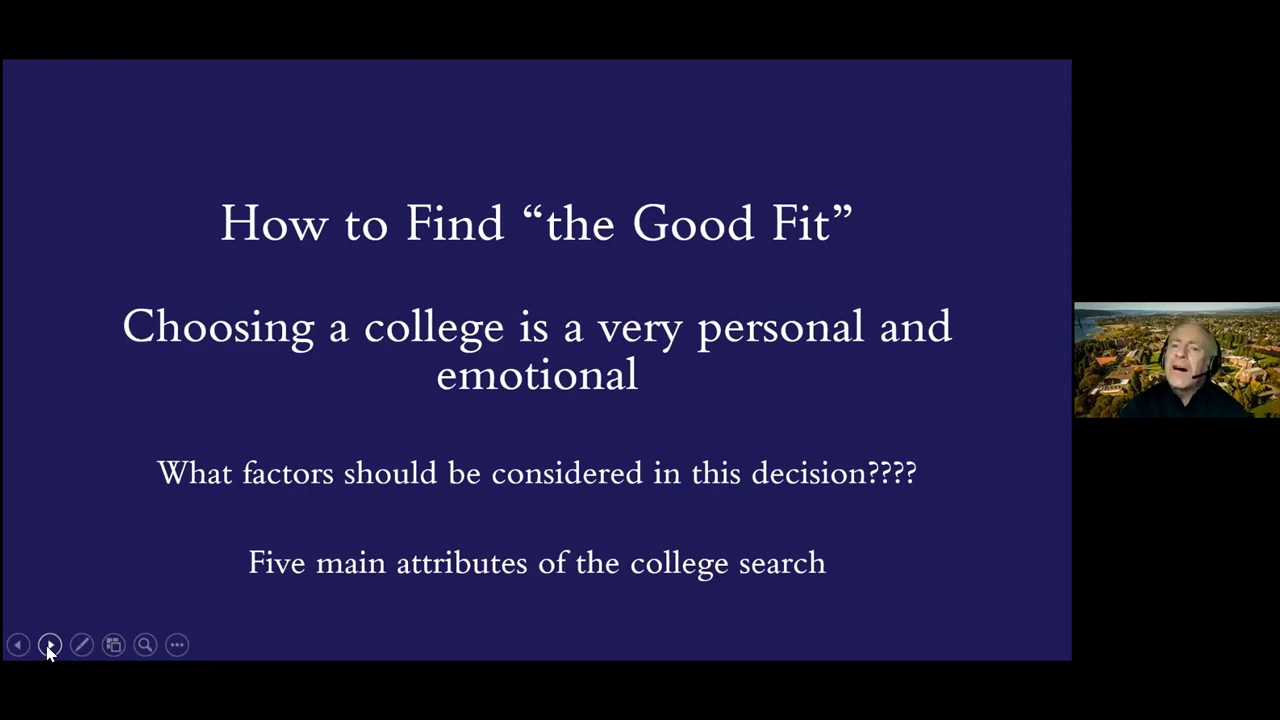 How to Find “the Good Fit”
Choosing a college is a very personal and
emotional
What factors should be considered in this decision????
Five main attributes of the college search